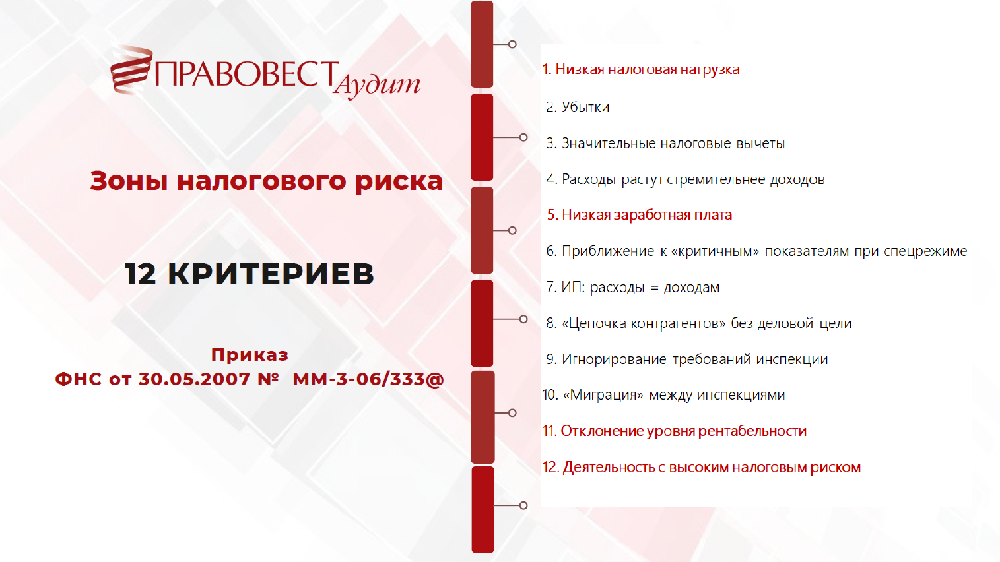 ПРАВОВЕСТ
Аудит
Зоны налогового риска
12 КРИТЕРИЕВ
Приказ
ФНС от 30.05.2007 № ММ-3-06/333@
1. Низкая налоговая нагрузка
2. Убытки
3. Значительные налоговые вычеты
4. Расходы растут стремительнее доходов
5. Низкая заработная плата
6. Приближение к «критичным» показателям при спецрежиме
7. ИП: расходы = доходам
8. «Цепочка контрагентов» без деловой цели
9. Игнорирование требований инспекции
10. «Миграция» между инспекциями
11. Отклонение уровня рентабельности
12. Деятельность с высоким налоговым риском